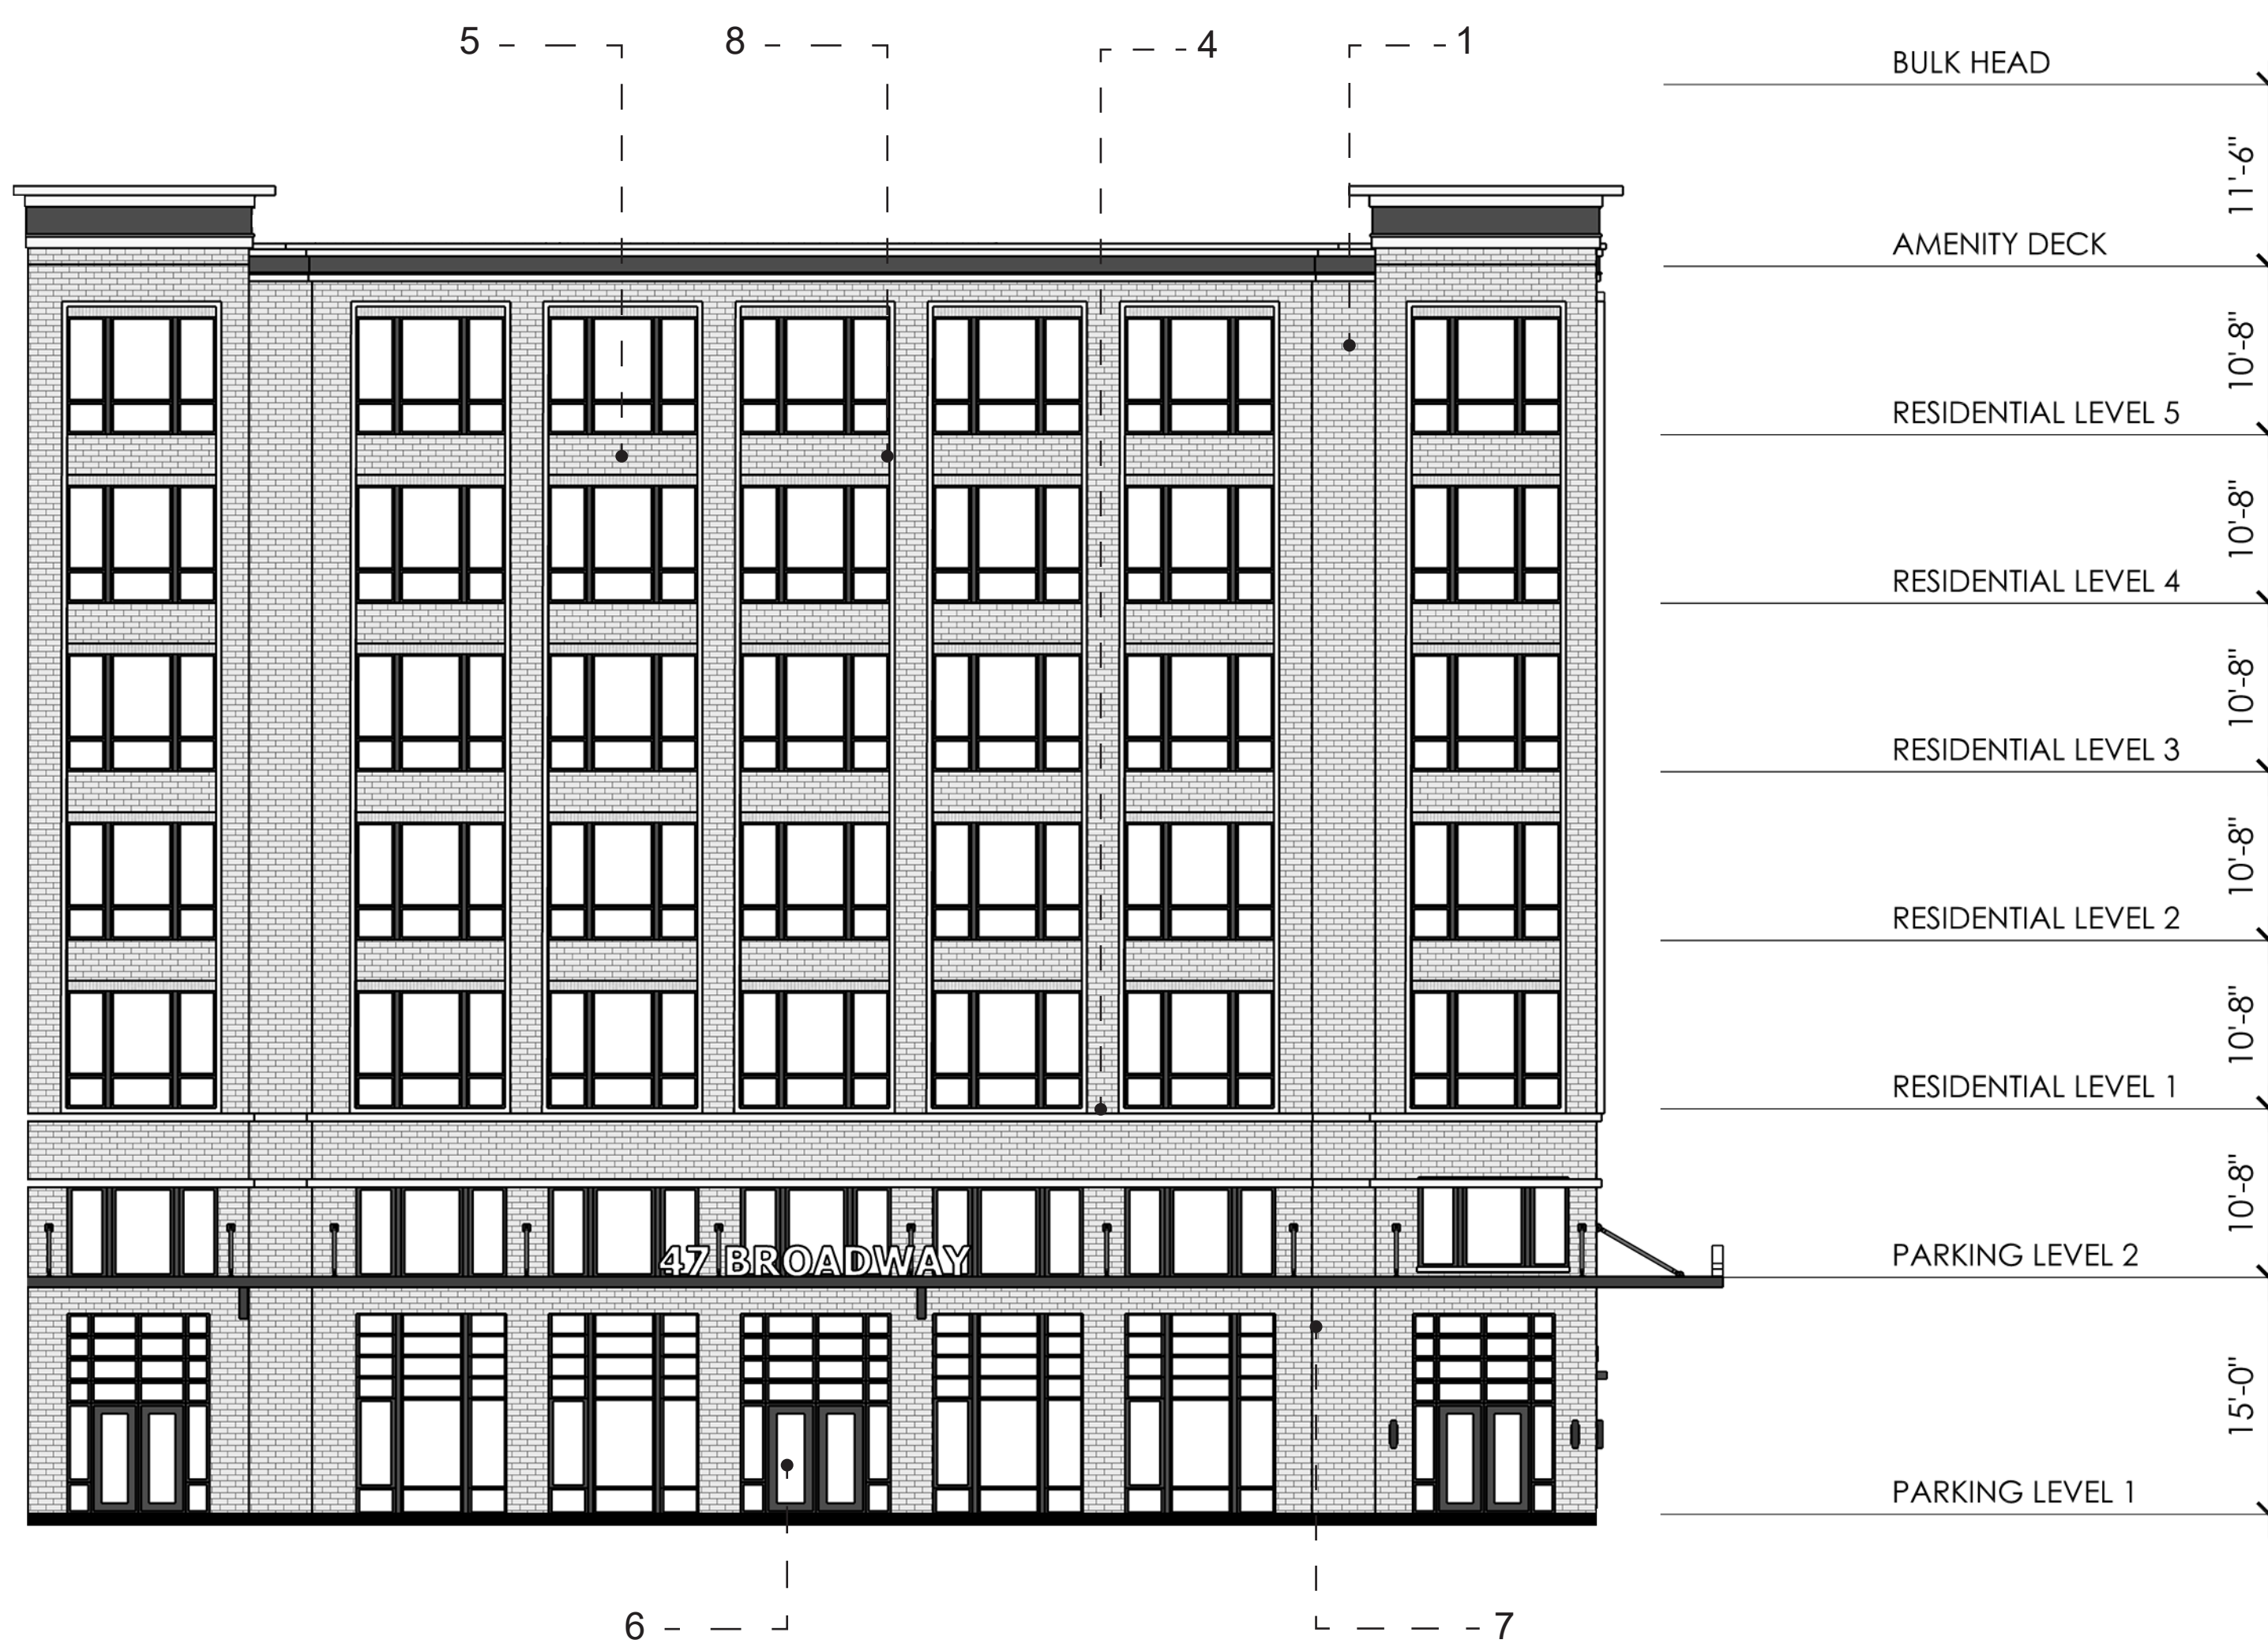 5
8
4
1
BULK HEAD
11'-6"
AMENITY DECK
10'-8"
RESIDENTIAL LEVEL 5
10'-8"
RESIDENTIAL LEVEL 4
10'-8"
RESIDENTIAL LEVEL 3
10'-8"
RESIDENTIAL LEVEL 2
10'-8"
RESIDENTIAL LEVEL 1
10'-8"
PARKING LEVEL 2
47 BROADWAY
15'-0"
PARKING LEVEL 1
6
7